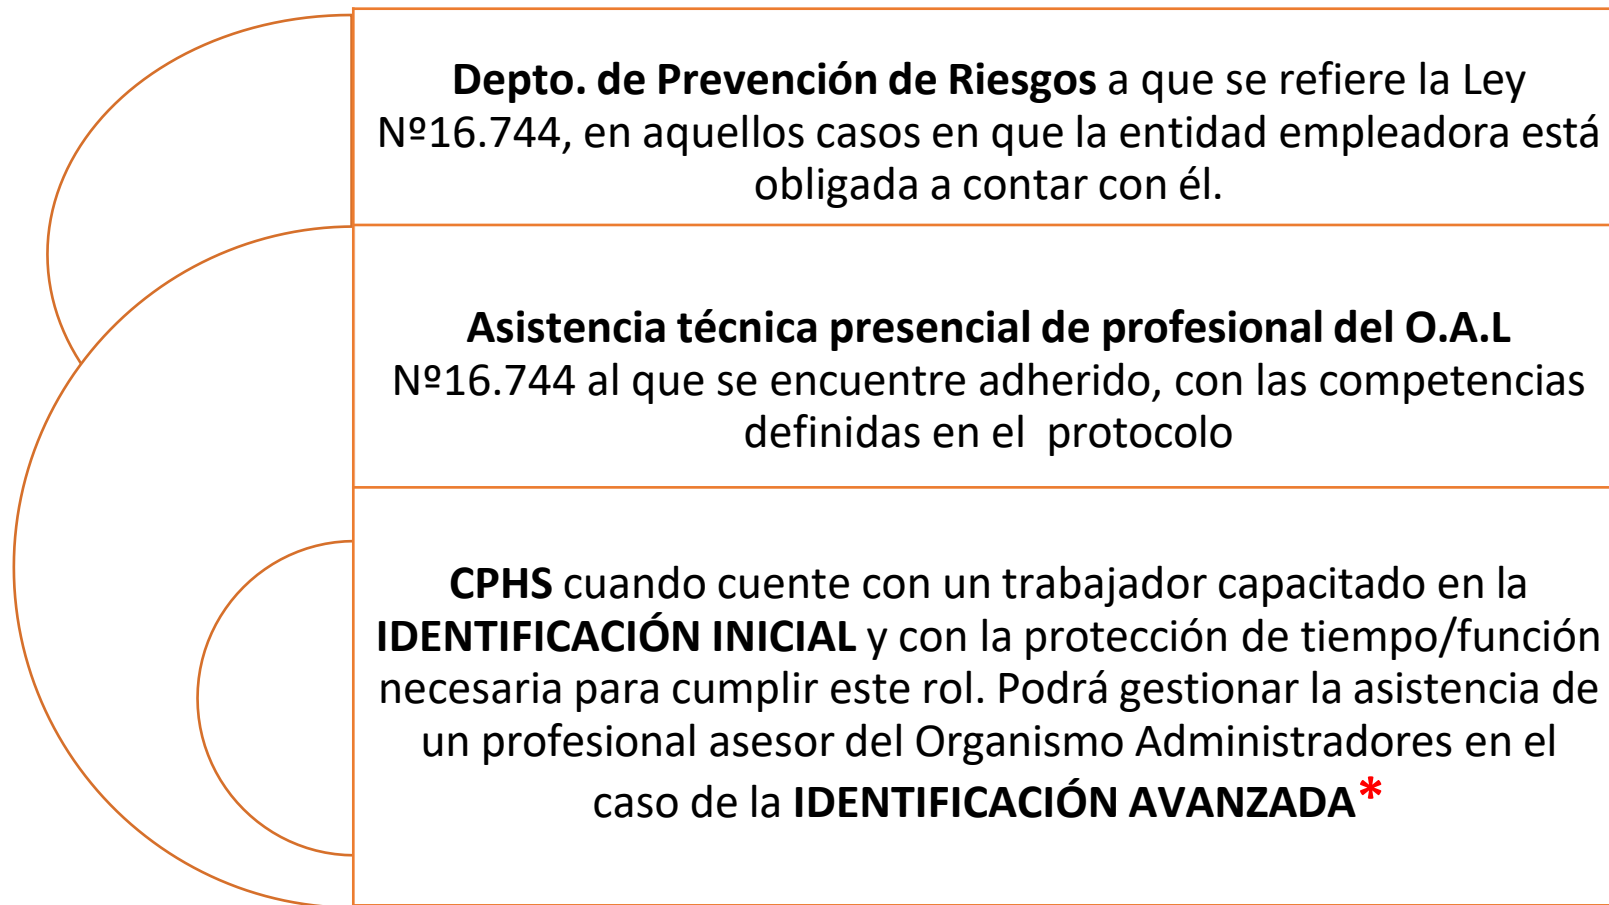 Depto. de Prevención de Riesgos a que se refiere la Ley
Nº16.744, en aquellos casos en que la entidad empleadora está
obligada a contar con él.
Asistencia técnica presencial de profesional del O.A.L
Nº16.744 al que se encuentre adherido, con las competencias
definidas en el protocolo
CPHS cuando cuente con un trabajador capacitado en la
IDENTIFICACIÓN INICIAL y con la protección de tiempo/función
necesaria para cumplir este rol. Podrá gestionar la asistencia de
un profesional asesor del Organismo Administradores en el
caso de la IDENTIFICACIÓN AVANZADA*